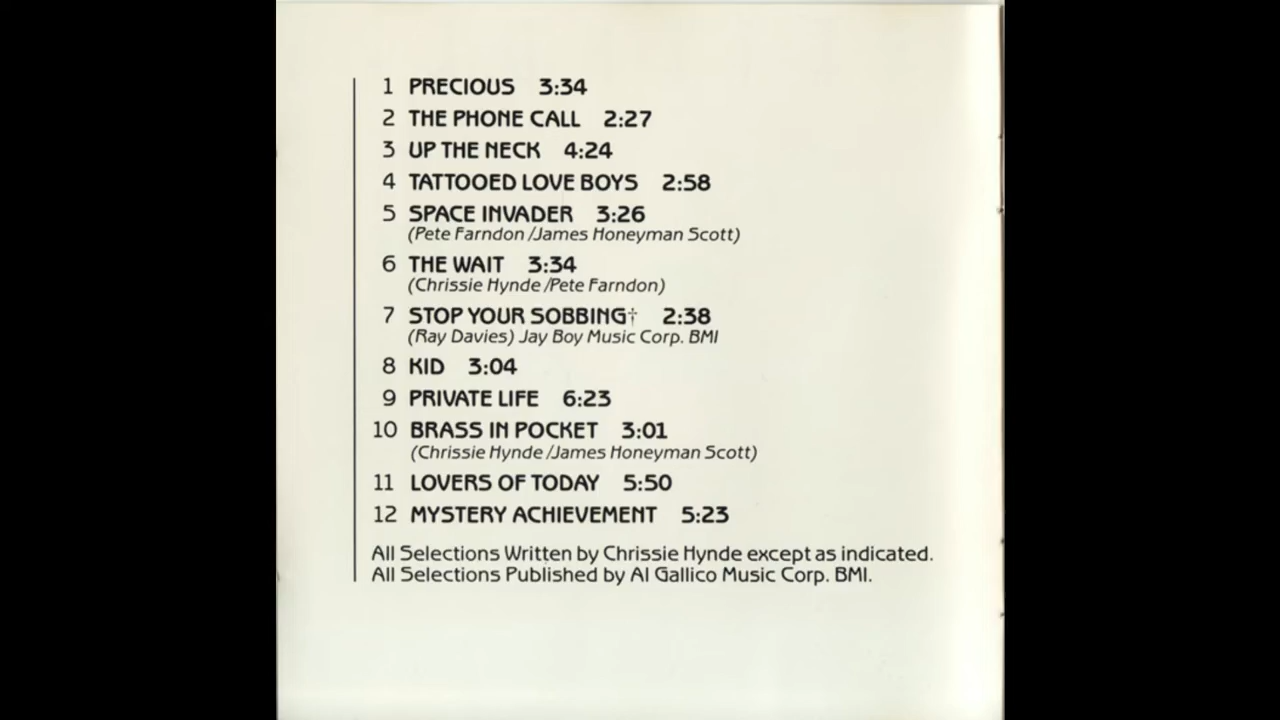 1 PRECIOUS 3:34
2 THE PHONE CALL 2:27
3 UP THE NECK 4:24
4 TATTOOED LOVE BOYS 2:58
5 SPACE INVADER 3:26
(Pete Farndon/James Honeyman Scott)
6 THE WAIT 3:34
(Chrissie Hynde/Pete Farndon)
7 STOP YOUR SOBBING† 2:38
(Ray Davies) Jay Boy Music Corp. BMI
8 KID 3:04
9 PRIVATE LIFE 6:23
10 BRASS IN POCKET 3:01
(Chrissie Hynde/James Honeyman Scott)
11 LOVERS OF TODAY 5:50
12 MYSTERY ACHIEVEMENT 5:23
All Selections Written by Chrissie Hynde except as indicated.
All Selections Published by Al Gallico Music Corp. BMI.